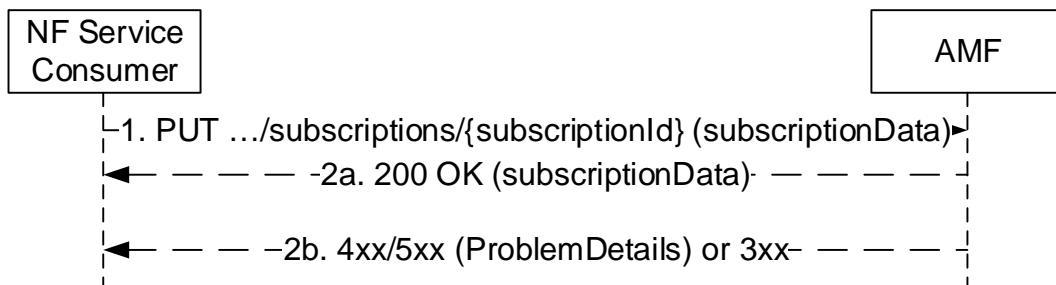 NF Service
Consumer
AMF
1. PUT …/subscriptions/{subscriptionId} (subscriptionData)
2a. 200 OK (subscriptionData)
2b. 4xx/5xx (ProblemDetails) or 3xx